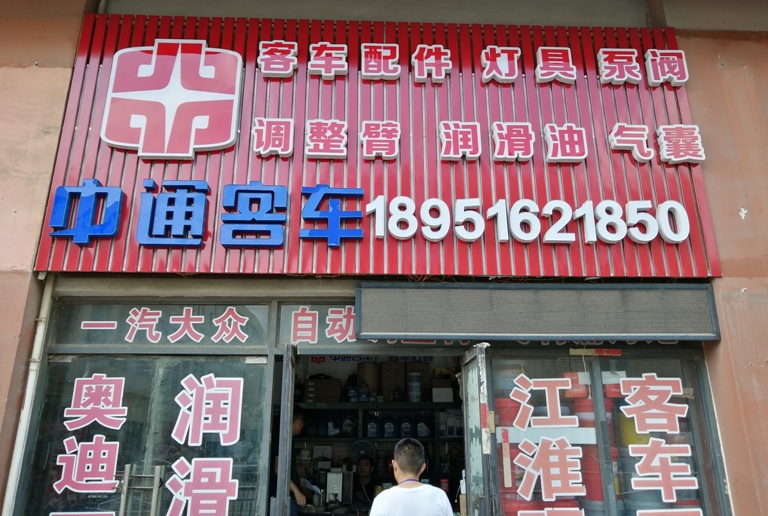 客车配件 灯具 泵阀
调整臂 润滑油 气囊
中通客车 18951621850
一汽大众 自动
奥迪
润滑
江淮
客车